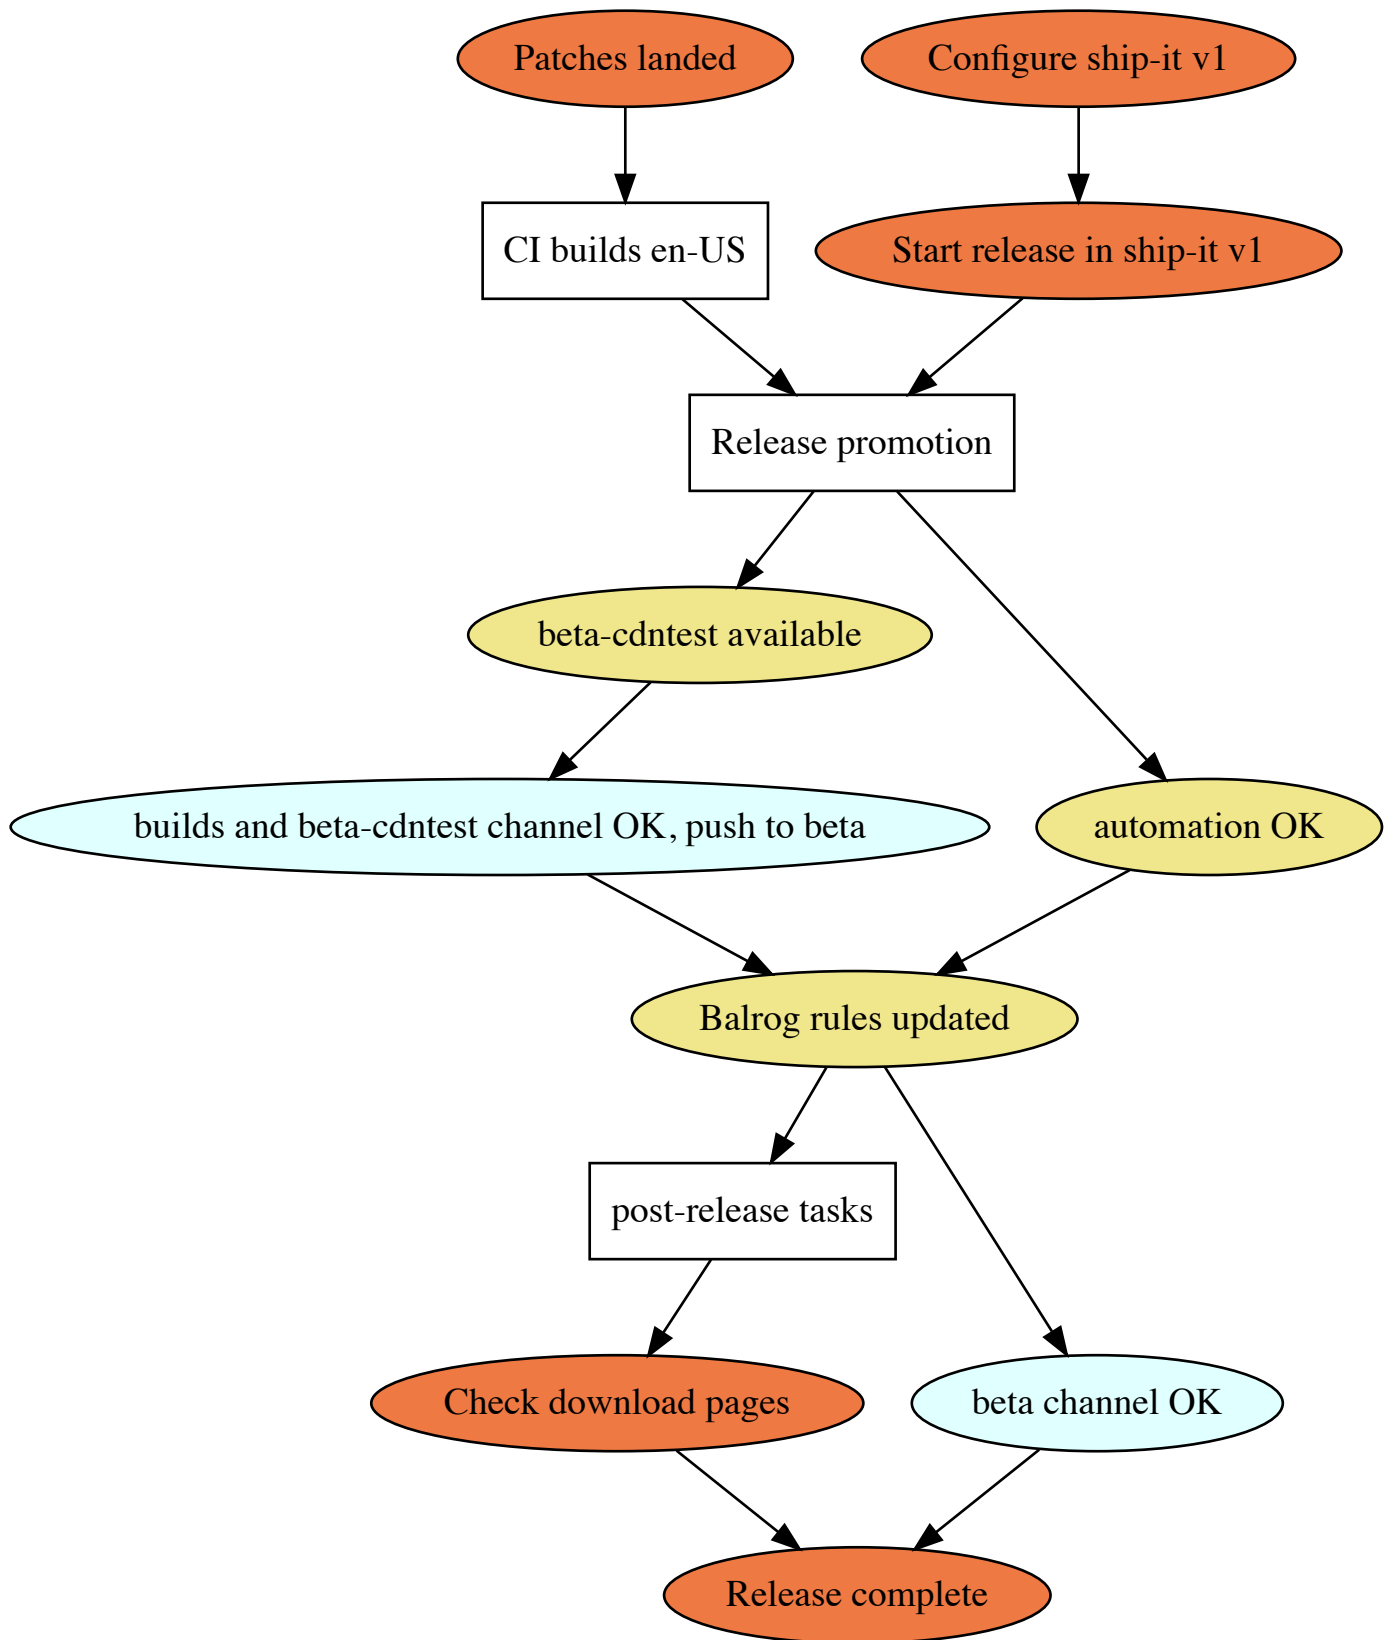 Patches landed
Configure ship-it v1
CI builds en-US
Start release in ship-it v1
Release promotion
beta-cdntest available
builds and beta-cdntest channel OK, push to beta
automation OK
Balrog rules updated
post-release tasks
Check download pages
beta channel OK
Release complete